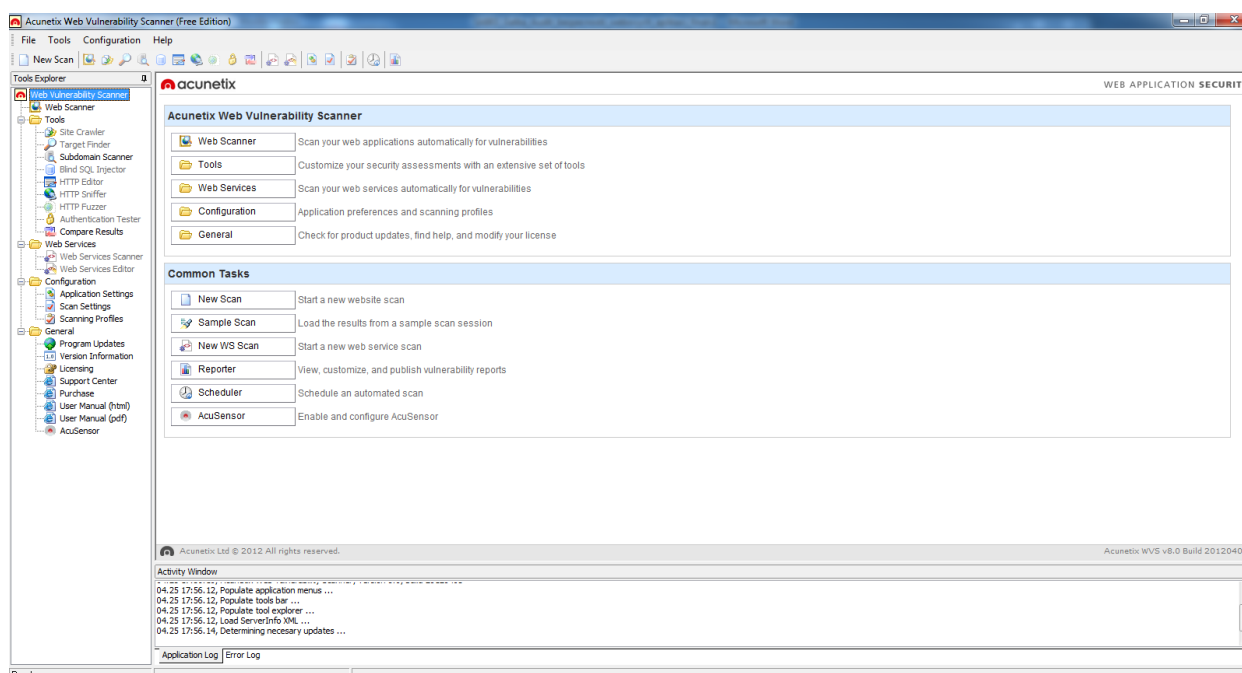 Acunetix Web Vulnerability Scanner (Free Edition)
File Tools Configuration Help
New Scan
Tools Explorer
Web Vulnerability Scanner
Web Scanner
Tools
Site Crawler
Target Finder
Subdomain Scanner
Blind SQL Injector
HTTP Editor
HTTP Sniffer
HTTP Fuzzer
Authentication Tester
Compare Results
Web Services
Web Services Scanner
Web Services Editor
Configuration
Application Settings
Scan Settings
Scanning Profiles
General
Program Updates
Version Information
Licensing
Support Center
Purchase
User Manual (html)
User Manual (pdf)
AcuSensor
acunetix
WEB APPLICATION SECURIT
Acunetix Web Vulnerability Scanner
Web Scanner Scan your web applications automatically for vulnerabilities
Tools Customize your security assessments with an extensive set of tools
Web Services Scan your web services automatically for vulnerabilities
Configuration Application preferences and scanning profiles
General Check for product updates, find help, and modify your license
Common Tasks
New Scan Start a new website scan
Sample Scan Load the results from a sample scan session
New WS Scan Start a new web service scan
Reporter View, customize, and publish vulnerability reports
Scheduler Schedule an automated scan
AcuSensor Enable and configure AcuSensor
Acunetix Ltd © 2012 All rights reserved.
Acunetix WVS v8.0 Build 2012040
Activity Window
04.25 17:56.12, Populate application menus ...
04.25 17:56.12, Populate tools bar ...
04.25 17:56.12, Populate tool explorer ...
04.25 17:56.12, Load ServerInfo XML ...
04.25 17:56.14, Determining necesary updates ...
Application Log Error Log